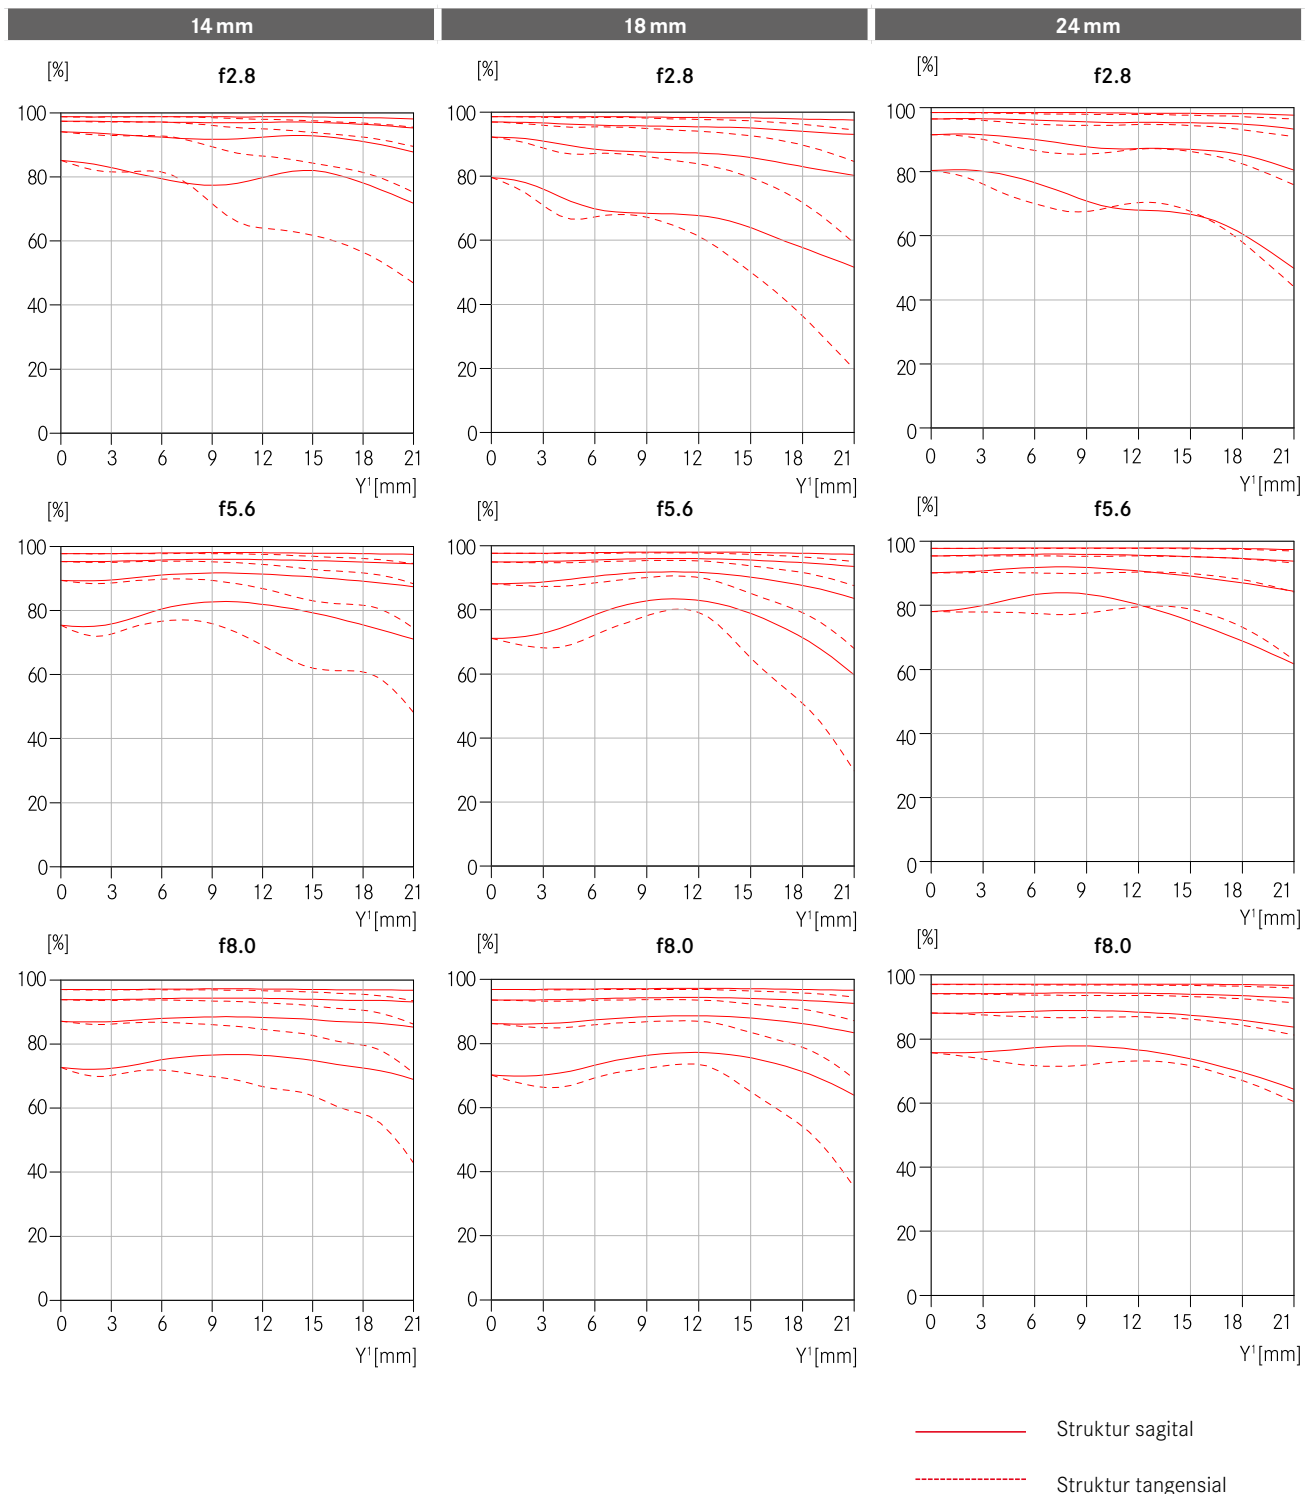 14 mm 18 mm 24 mm
[%] f2.8 [%] f2.8 [%] f2.8
100 100 100
80 80 80
60 60 60
40 40 40
20 20 20
0 0 0
0 3 6 9 12 15 18 21 0 3 6 9 12 15 18 21 0 3 6 9 12 15 18 21
Y¹[mm] Y¹[mm] Y¹[mm]
[%] f5.6 [%] f5.6 [%] f5.6
100 100 100
80 80 80
60 60 60
40 40 40
20 20 20
0 0 0
0 3 6 9 12 15 18 21 0 3 6 9 12 15 18 21 0 3 6 9 12 15 18 21
Y¹[mm] Y¹[mm] Y¹[mm]
[%] f8.0 [%] f8.0 [%] f8.0
100 100 100
80 80 80
60 60 60
40 40 40
20 20 20
0 0 0
0 3 6 9 12 15 18 21 0 3 6 9 12 15 18 21 0 3 6 9 12 15 18 21
Y¹[mm] Y¹[mm] Y¹[mm]
Struktur sagital
Struktur tangensial